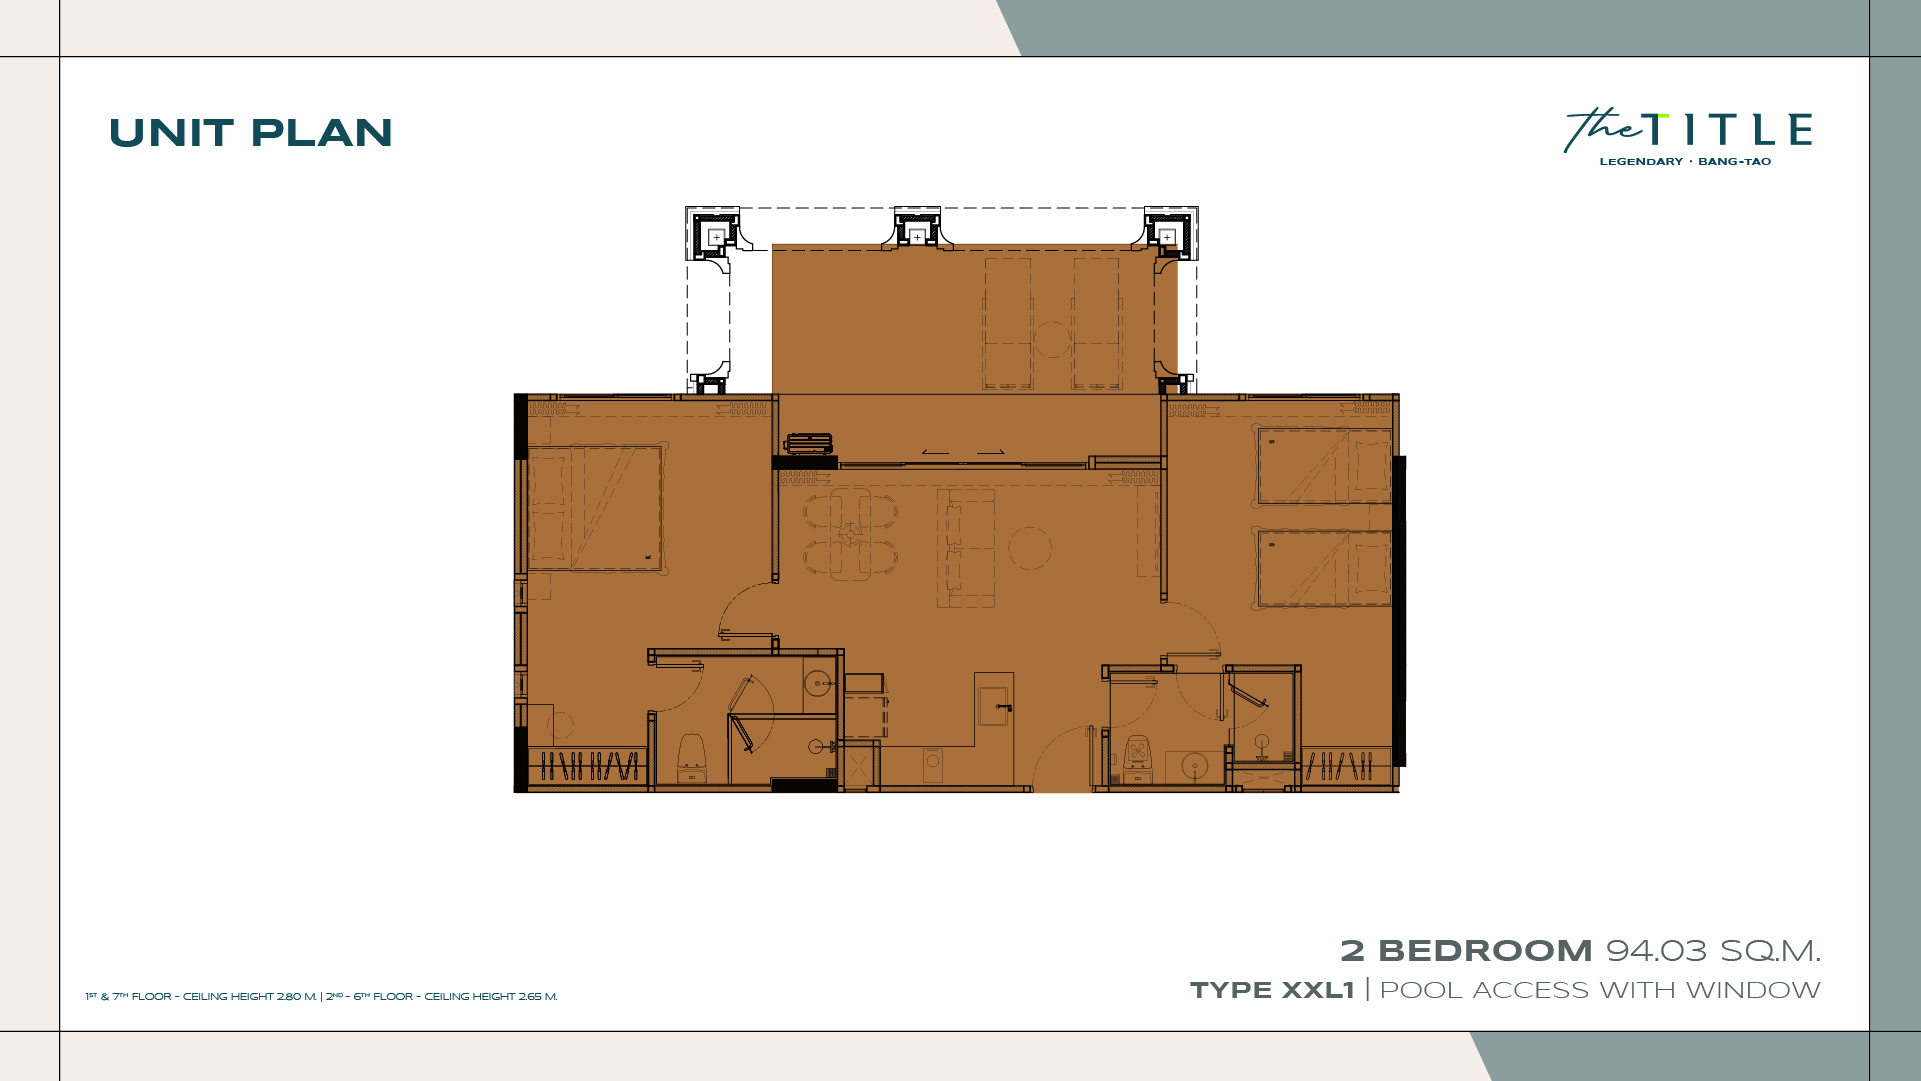 UNIT PLAN
the TITLE
LEGENDARY · BANG-TAO
K
S
S
2 BEDROOM 94.03 SQ.M.
TYPE XXL1 | POOL ACCESS WITH WINDOW
1ST & 7TH FLOOR - CEILING HEIGHT 2.80 M. | 2ND - 6TH FLOOR - CEILING HEIGHT 2.65 M.